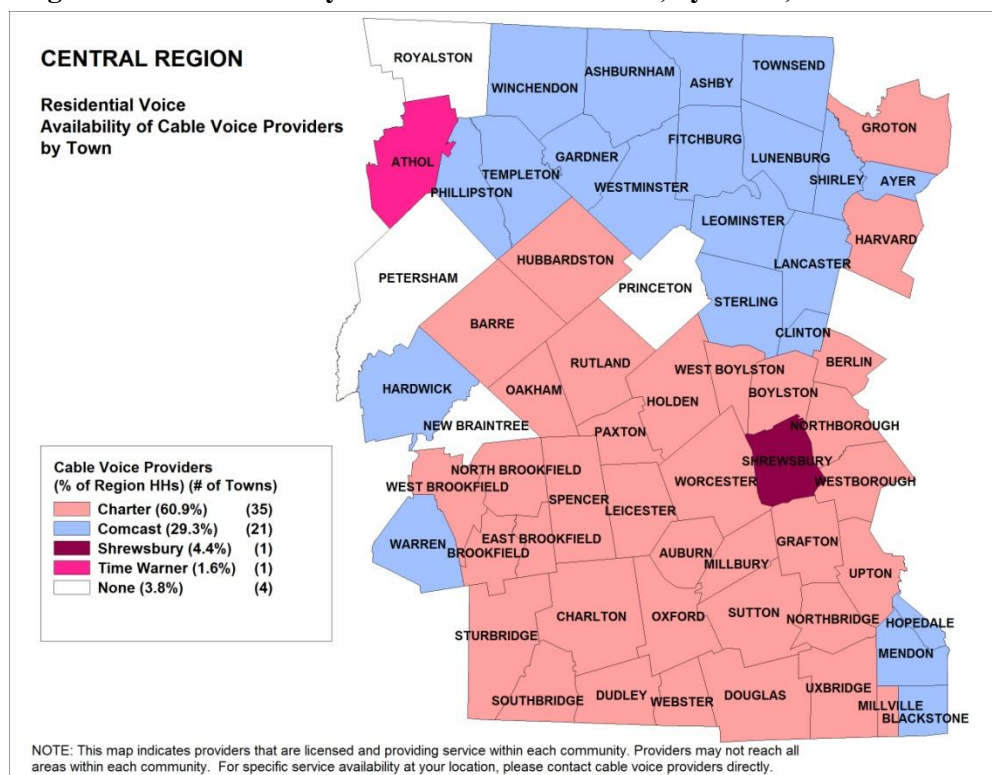 CENTRAL REGION
Residential Voice
Availability of Cable Voice Providers
by Town
ROYALSTON
WINCHENDON
ASHBURNHAM
ASHBY
TOWNSEND
GROTON
ATHOL
PHILLIPSTON
TEMPLETON
GARDNER
WESTMINSTER
FITCHBURG
LUNENBURG
SHIRLEY
AYER
LEOMINSTER
HARVARD
LANCASTER
PETERSHAM
HUBBARDSTON
PRINCETON
STERLING
CLINTON
BARRE
RUTLAND
WEST BOYLSTON
BERLIN
HARDWICK
OAKHAM
HOLDEN
BOYLSTON
NEW BRAINTREE
PAXTON
NORTHBOROUGH
SHREWSBURY
NORTH BROOKFIELD
WEST BROOKFIELD
SPENCER
LEICESTER
WORCESTER
WESTBOROUGH
WARREN
EAST BROOKFIELD
BROOKFIELD
AUBURN
MILLBURY
GRAFTON
UPTON
STURBRIDGE
CHARLTON
OXFORD
SUTTON
NORTHBRIDGE
HOPEDALE
MENDON
SOUTHBRIDGE
DUDLEY
WEBSTER
DOUGLAS
UXBRIDGE
MILLVILLE
BLACKSTONE
Cable Voice Providers
(% of Region HHs) (# of Towns)
Charter (60.9%) (35)
Comcast (29.3%) (21)
Shrewsbury (4.4%) (1)
Time Warner (1.6%) (1)
None (3.8%) (4)
NOTE: This map indicates providers that are licensed and providing service within each community. Providers may not reach all
areas within each community. For specific service availability at your location, please contact cable voice providers directly.